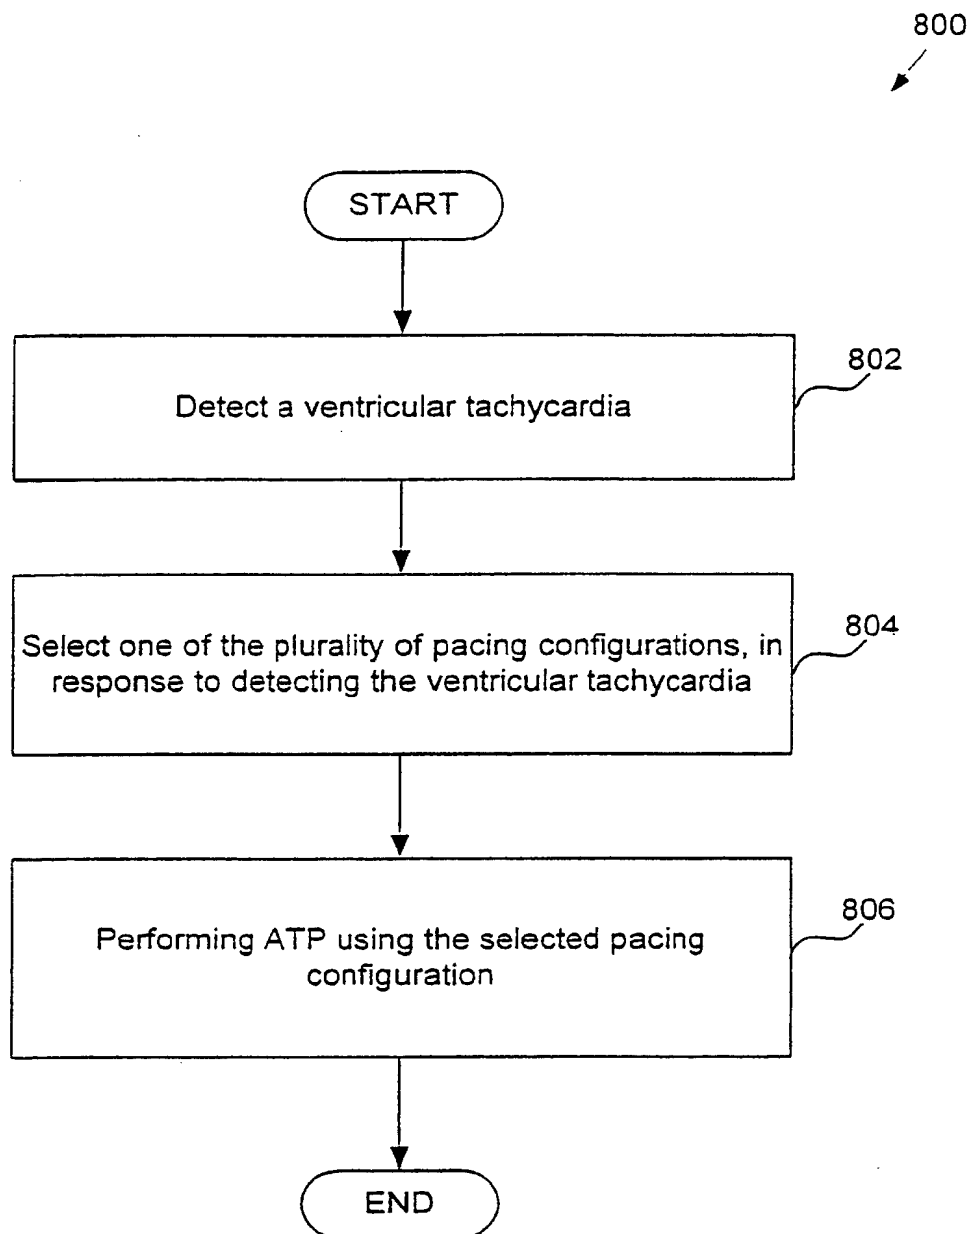 800
START
802
Detect a ventricular tachycardia
804
Select one of the plurality of pacing configurations, in
response to detecting the ventricular tachycardia
806
Performing ATP using the selected pacing
configuration
END